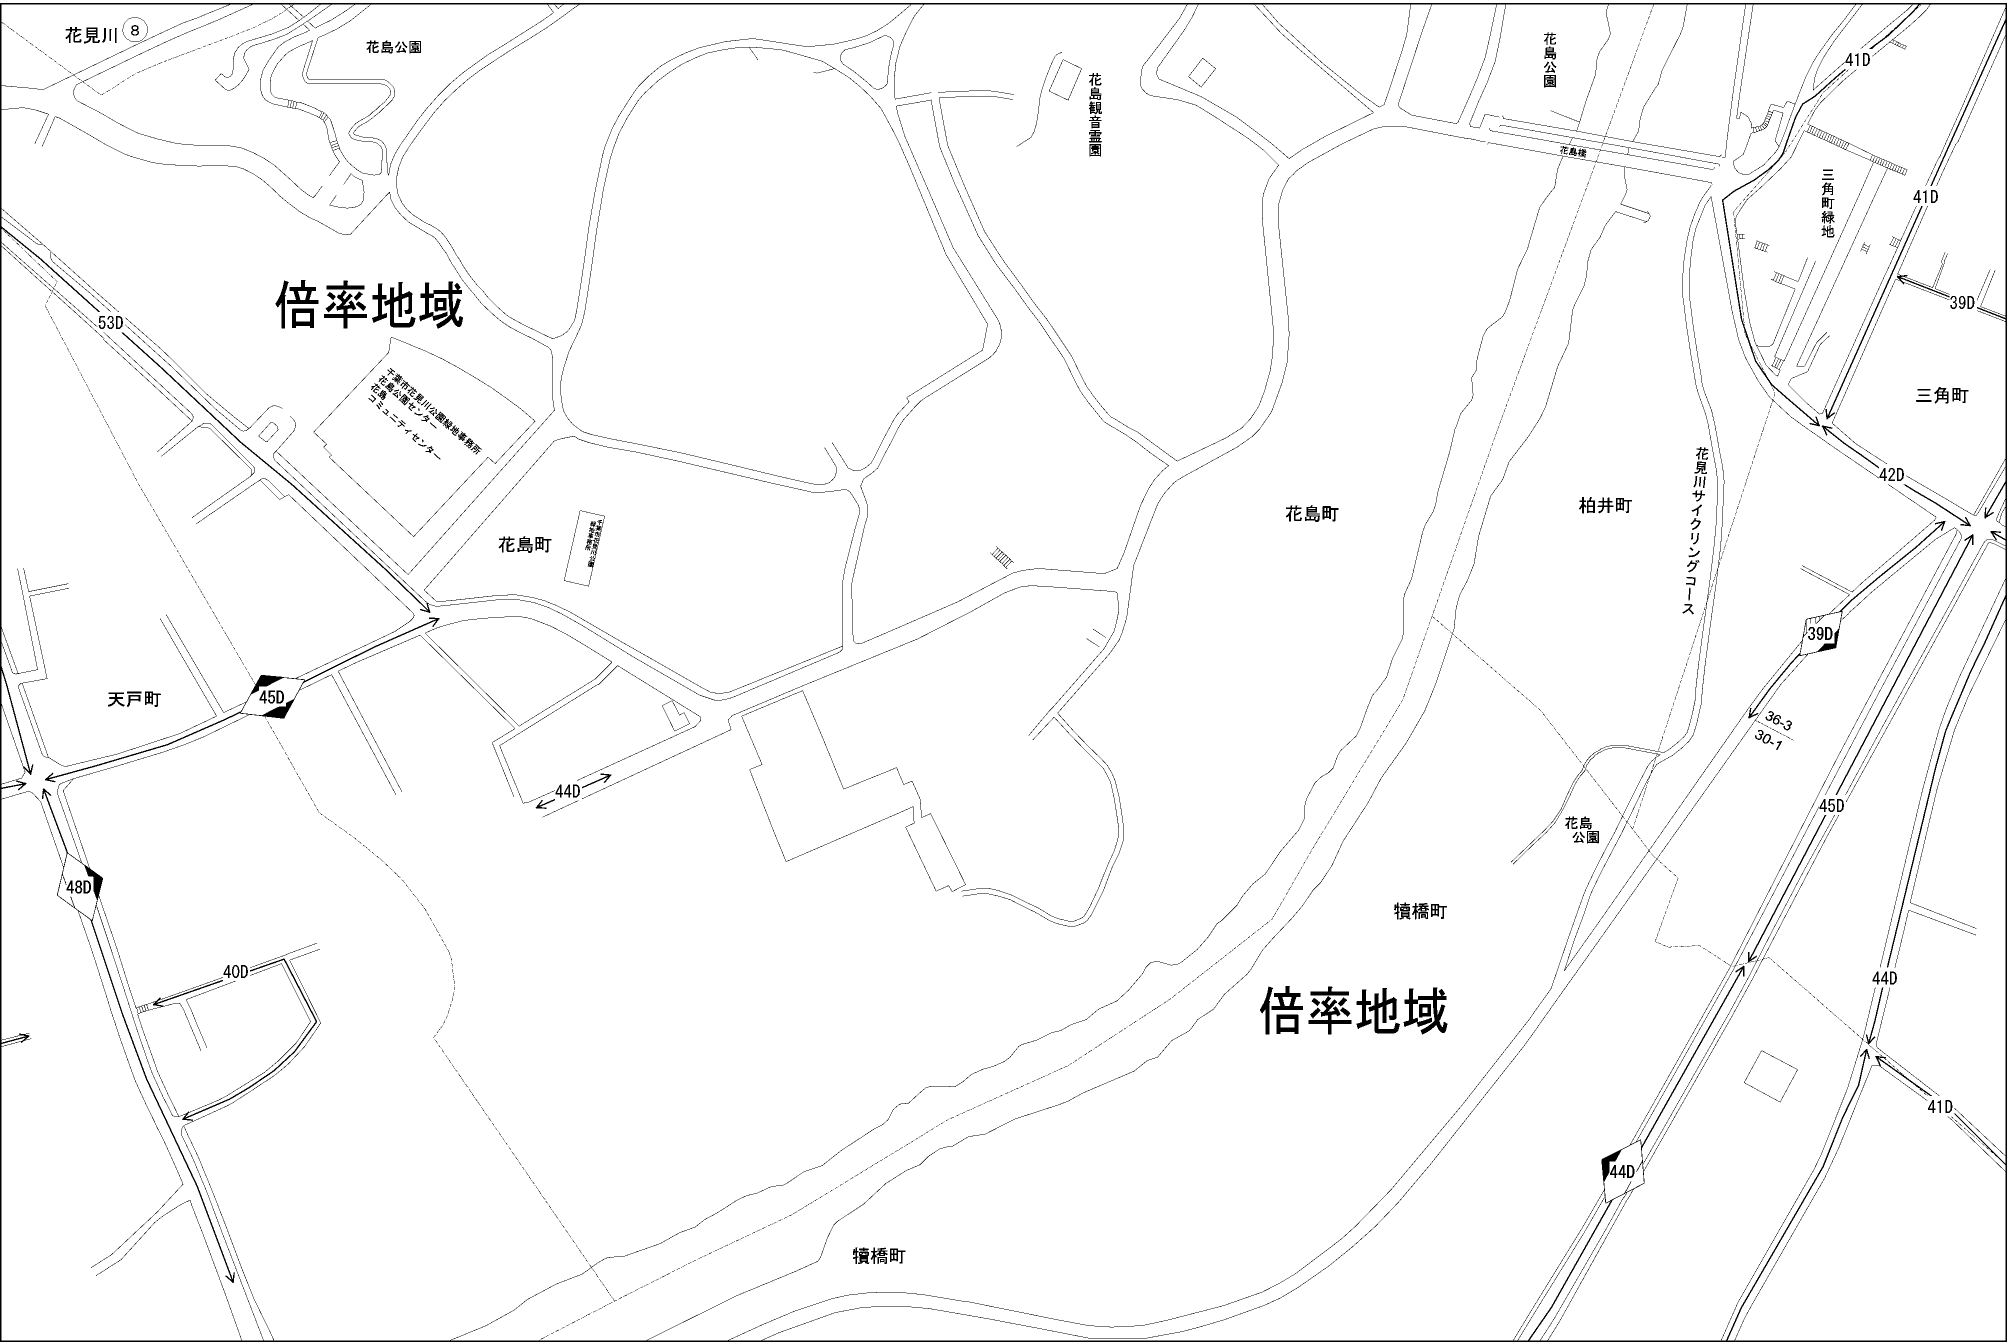 花見川 8
花島公園
花島観音霊園
花島公園
花島橋
41D
三角町緑地
41D
39D
倍率地域
53D
千葉市花見川公園緑地事務所
花島公園センター
花島
コミュニティセンター
三角町
花見川サイクリングコース
42D
花島町
花島町
柏井町
39D
天戸町
45D
36-3
30-1
44D
45D
花島
公園
48D
犢橋町
40D
倍率地域
44D
41D
44D
犢橋町